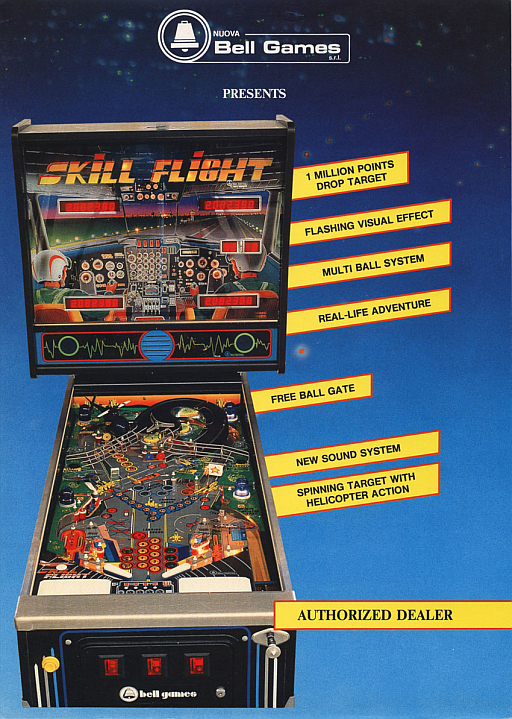 NUOVA
Bell Games
s.r.l.
PRESENTS
SKILL FLIGHT
1 MILLION POINTS
DROP TARGET
FLASHING VISUAL EFFECT
MULTI BALL SYSTEM
REAL-LIFE ADVENTURE
FREE BALL GATE
NEW SOUND SYSTEM
SPINNING TARGET WITH
HELICOPTER ACTION
FLIGHT
AUTHORIZED DEALER
bell games